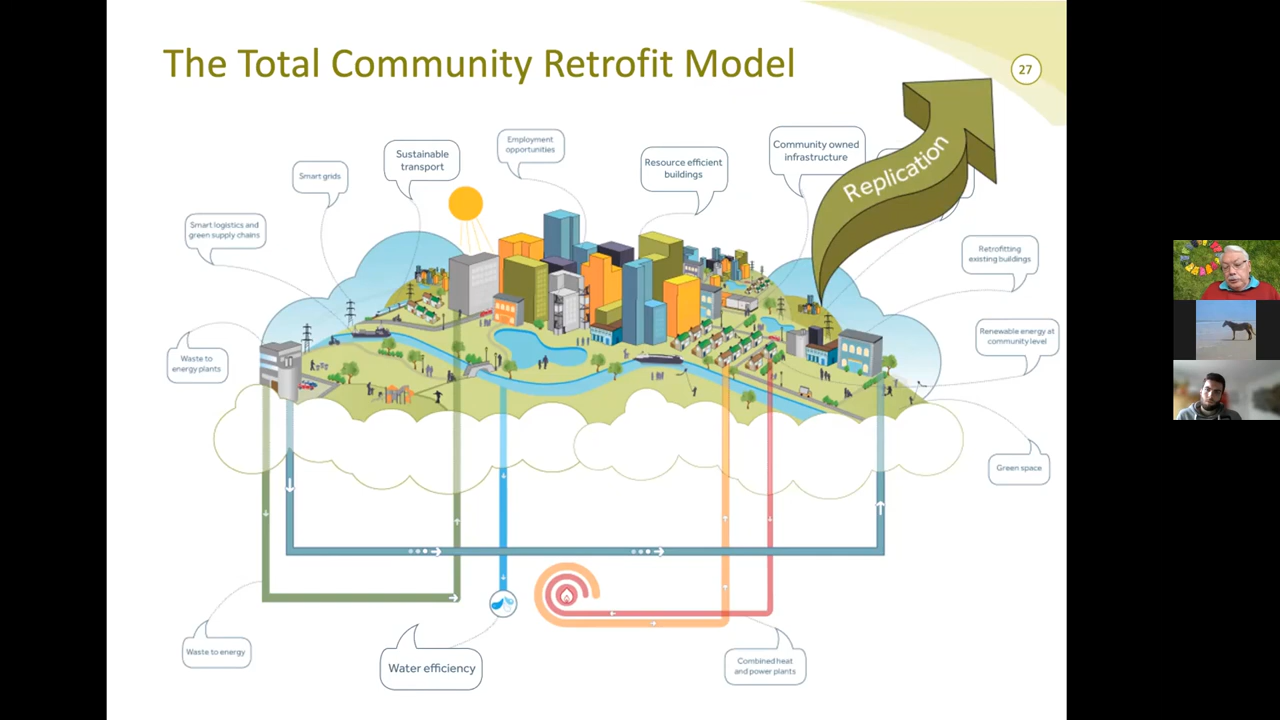 The Total Community Retrofit Model
27
Replication
Employment
opportunities
Sustainable
transport
Community owned
infrastructure
Resource efficient
buildings
Smart grids
Smart logistics and
green supply chains
Retrofitting
existing buildings
Renewable energy at
community level
Waste to
energy plants
Green space
Waste to energy
Water efficiency
Combined heat
and power plants